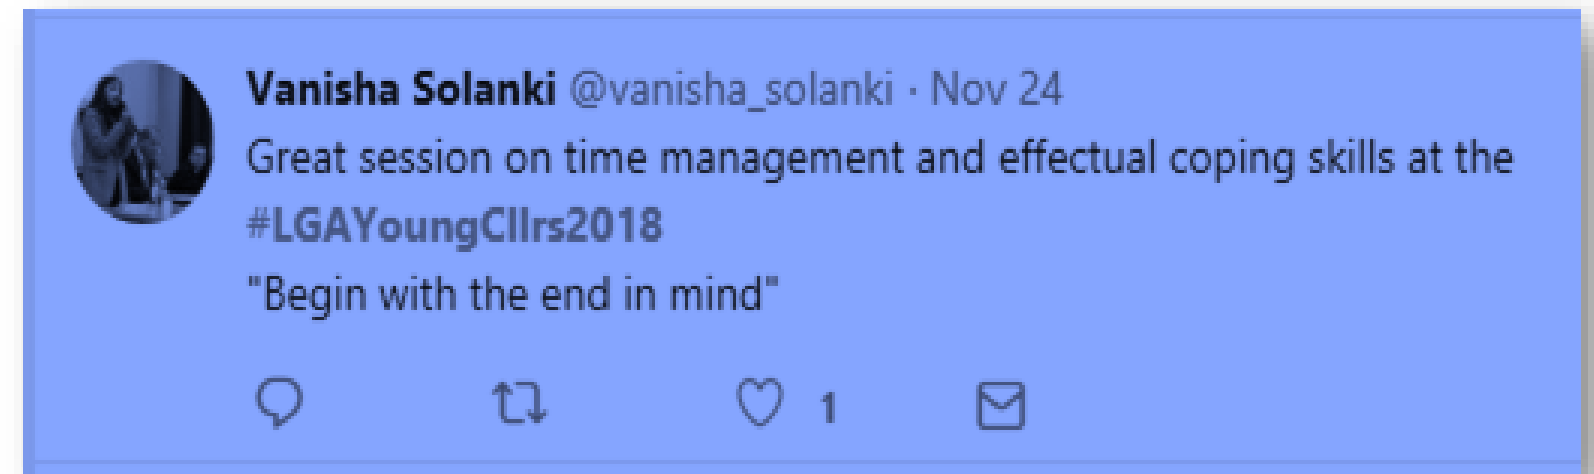 Vanisha Solanki @vanisha_solanki · Nov 24
Great session on time management and effectual coping skills at the
#LGAYoungCllrs2018
"Begin with the end in mind"
1